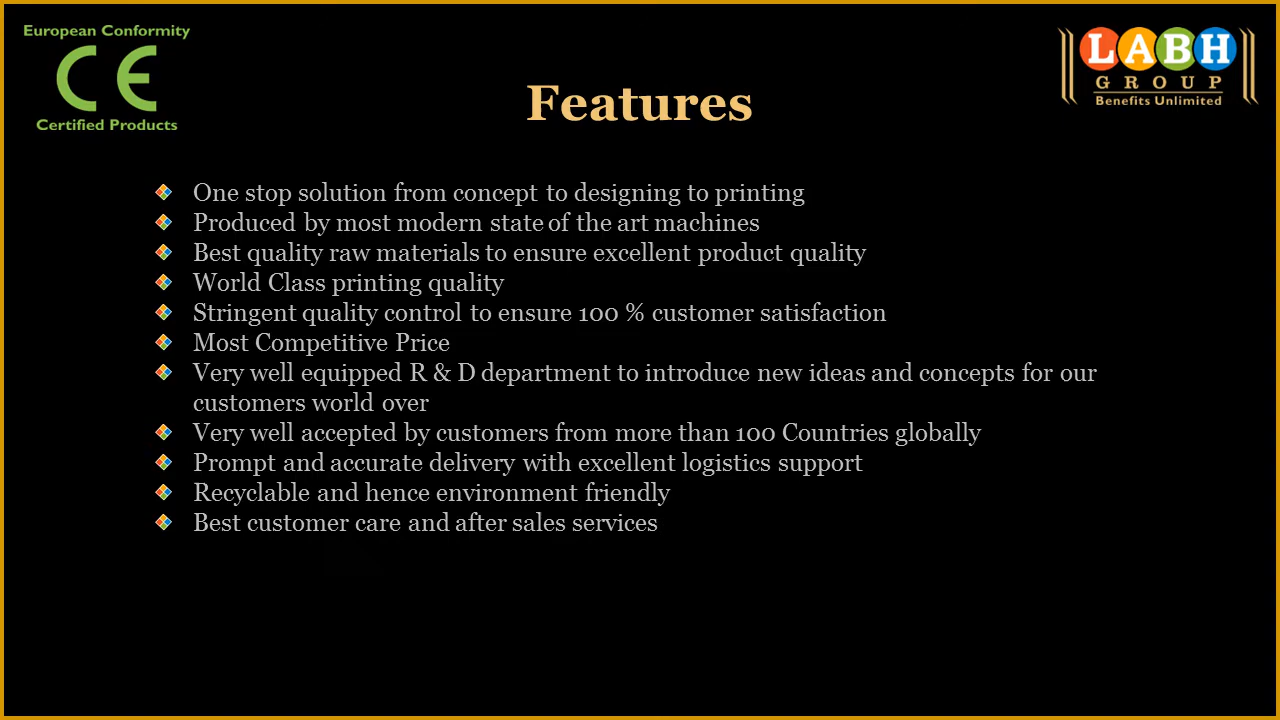 European Conformity
CE
Certified Products
LABH
GROUP
Benefits Unlimited
Features
One stop solution from concept to designing to printing
Produced by most modern state of the art machines
Best quality raw materials to ensure excellent product quality
World Class printing quality
Stringent quality control to ensure 100 % customer satisfaction
Most Competitive Price
Very well equipped R & D department to introduce new ideas and concepts for our
customers world over
Very well accepted by customers from more than 100 Countries globally
Prompt and accurate delivery with excellent logistics support
Recyclable and hence environment friendly
Best customer care and after sales services